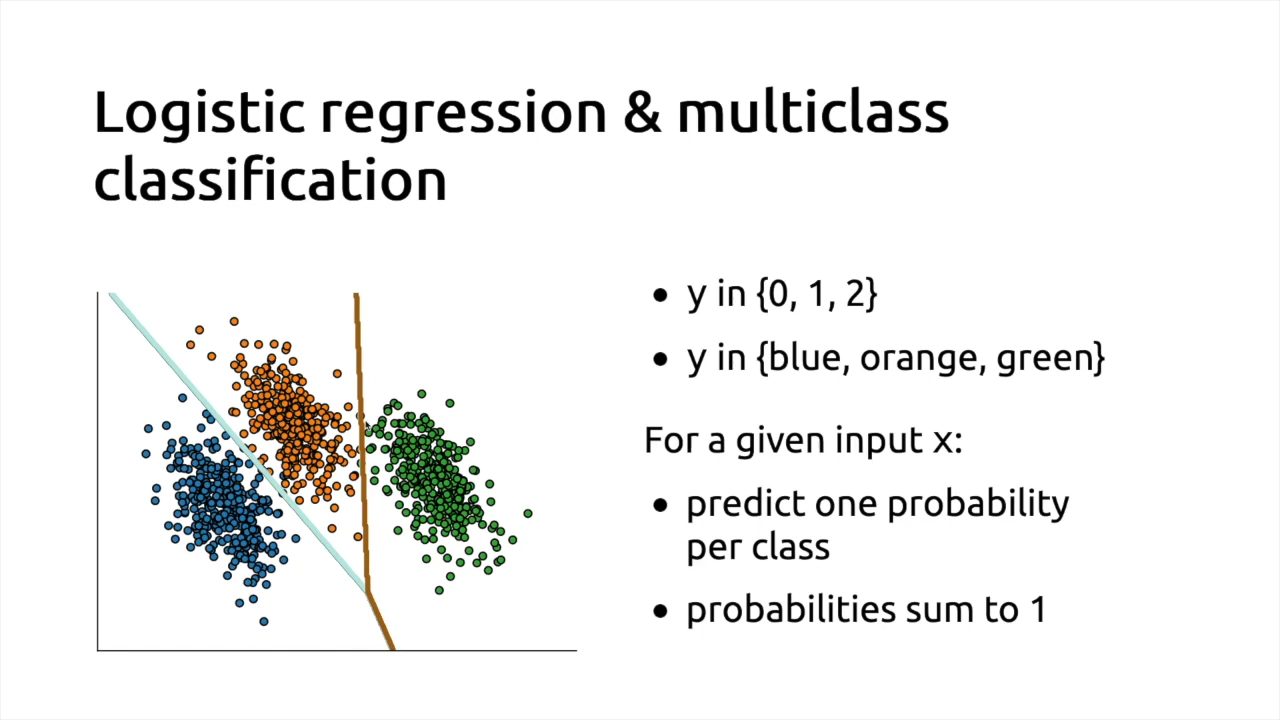 Logistic regression & multiclass
classification
• y in {0, 1, 2}
• y in {blue, orange, green}
For a given input x:
• predict one probability
per class
• probabilities sum to 1